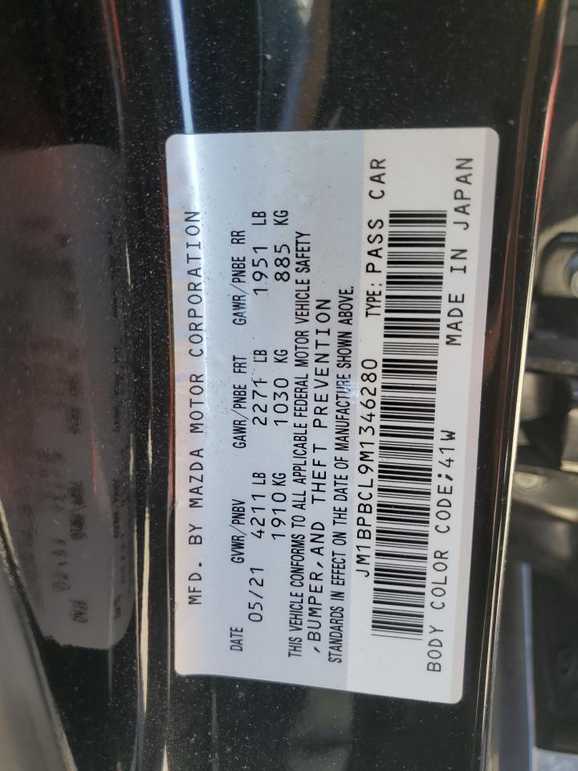 MFD. BY MAZDA MOTOR CORPORATION
DATE GVWR/PNBV GAWR/PNBE FRT GAWR/PNBE RR
05/21 4211 LB 2271 LB 1951 LB
1910 KG 1030 KG 885 KG
THIS VEHICLE CONFORMS TO ALL APPLICABLE FEDERAL MOTOR VEHICLE SAFETY
,BUMPER,AND THEFT PREVENTION
STANDARDS IN EFFECT ON THE DATE OF MANUFACTURE SHOWN ABOVE.
JM1BPBCL9M1346280 TYPE: PASS CAR
BODY COLOR CODE;41W MADE IN JAPAN